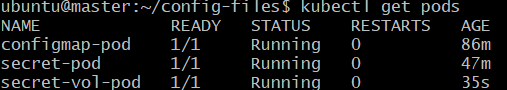 ubuntu@master:~/config-files$ kubectl get pods
NAME READY STATUS RESTARTS AGE
configmap-pod 1/1 Running 0 86m
secret-pod 1/1 Running 0 47m
secret-vol-pod 1/1 Running 0 35s